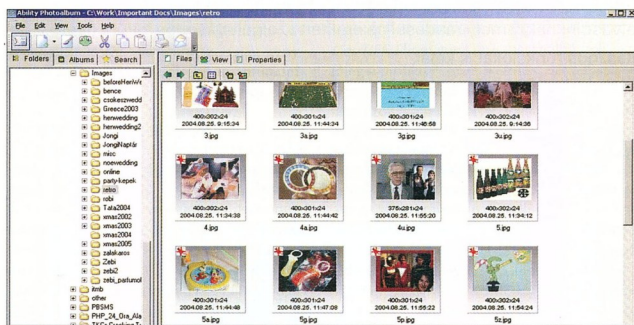 Ability Photoalbum - C:\Work\Important Docs\Images\retro
File Edit View Tools Help
Folders Albums Search
Files View Properties
Images
bence
csokeszwedd
Greece2003
henwedding
henwedding2
Jongi
JongiNaptár
misc
noewedding
online
party-kepek
retro
robi
Tata2004
xmas2002
xmas2003
xmas2004
xmas2005
zalakaros
Zebi
zebi2
other
PBSMS
PHP_24_Ora_Ala
400x302x24
2004.08.25. 9:15:34
3.jpg
400x301x24
2004.08.25. 11:44:34
3a.jpg
400x301x24
2004.08.25. 11:46:58
3g.jpg
400x302x24
2004.08.25. 9:14:36
3u.jpg
400x302x24
2004.08.25. 11:34:38
4.jpg
400x301x24
2004.08.25. 11:44:42
4a.jpg
375x281x24
2004.08.25. 11:55:20
4u.jpg
400x302x24
2004.08.25. 11:34:12
5.jpg
400x301x24
2004.08.25. 11:44:48
5a.jpg
400x301x24
2004.08.25. 11:47:08
5g.jpg
400x301x24
2004.08.25. 11:55:22
5p.jpg
400x302x24
2004.08.25. 11:54:24
5z.jpg